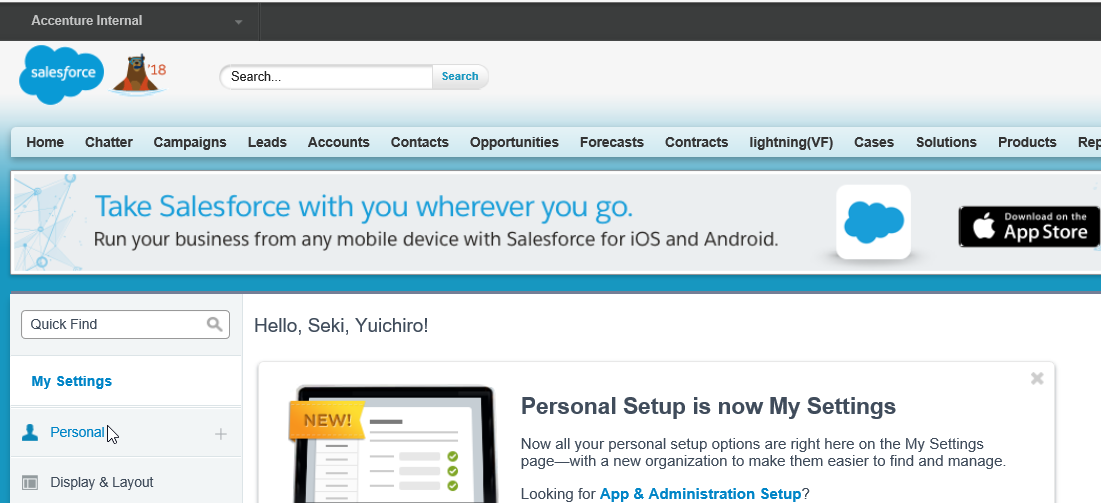 Accenture Internal
salesforce '18 Search... Search
Home Chatter Campaigns Leads Accounts Contacts Opportunities Forecasts Contracts lightning(VF) Cases Solutions Products Rep
Take Salesforce with you wherever you go.
Run your business from any mobile device with Salesforce for iOS and Android.
Download on the
App Store
Quick Find
Hello, Seki, Yuichiro!
My Settings
Personal
Display & Layout
NEW!
Personal Setup is now My Settings
Now all your personal setup options are right here on the My Settings
page—with a new organization to make them easier to find and manage.
Looking for App & Administration Setup?